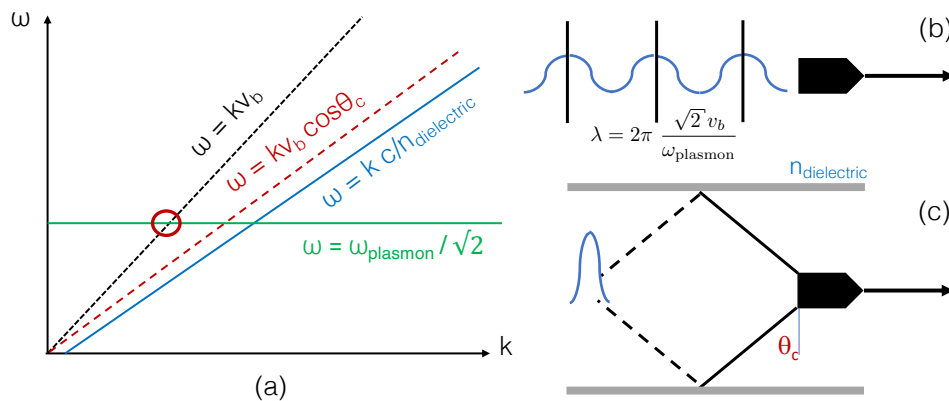 ω
ω = kv_b
ω = kv_b cosθ_c
ω = k c/n_dielectric
ω = ω_plasmon / √2
k
(a)
(b)
λ = 2π √2 v_b / ω_plasmon
n_dielectric
(c)
θ_c